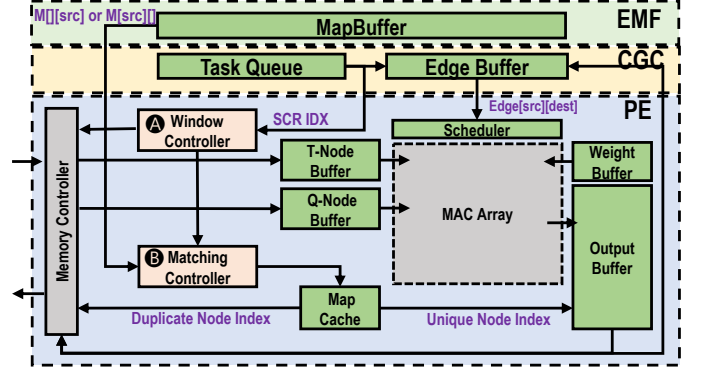 M[][src] or M[src][]
MapBuffer
EMF
CGC
Task Queue
Edge Buffer
PE
Edge[src][dest]
A Window
Controller
SCR IDX
Scheduler
T-Node
Buffer
Weight
Buffer
Q-Node
Buffer
MAC Array
Memory Controller
Output
Buffer
B Matching
Controller
Map
Cache
Duplicate Node Index
Unique Node Index